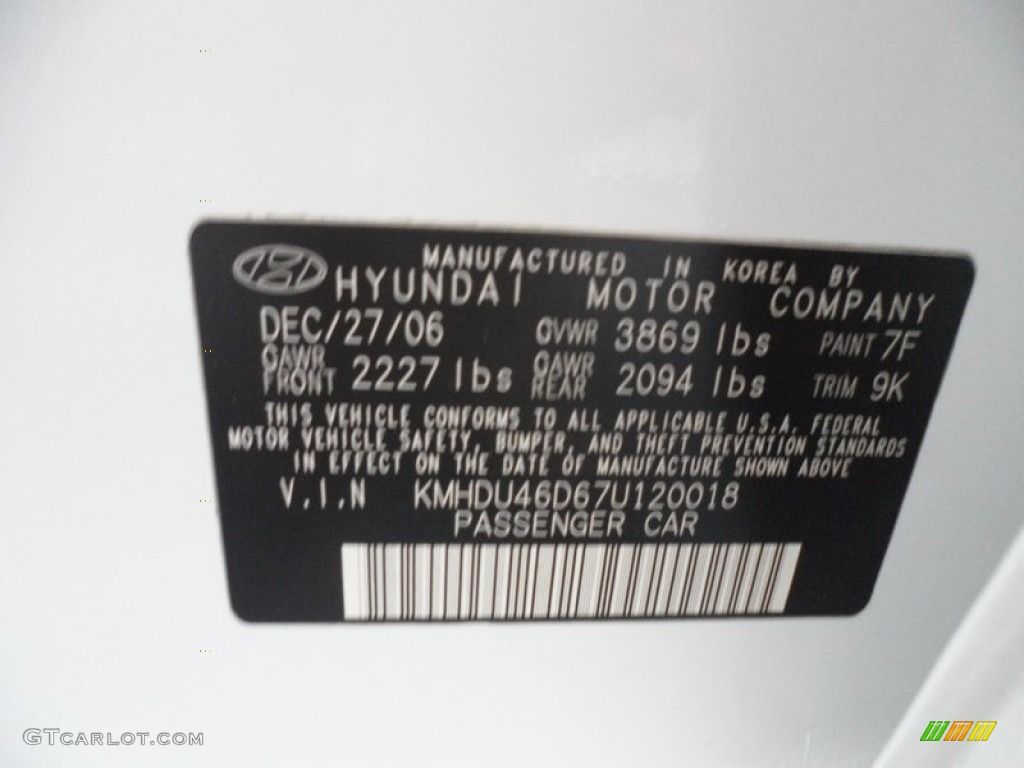 MANUFACTURED IN KOREA BY
HYUNDAI MOTOR COMPANY
DEC/27/06 GVWR 3869 lbs PAINT 7F
GAWR FRONT 2227 lbs GAWR REAR 2094 lbs TRIM 9K
THIS VEHICLE CONFORMS TO ALL APPLICABLE U.S.A. FEDERAL
MOTOR VEHICLE SAFETY, BUMPER, AND THEFT PREVENTION STANDARDS
IN EFFECT ON THE DATE OF MANUFACTURE SHOWN ABOVE
V.I.N KMHDU46D67U120018
PASSENGER CAR
GTCARLOT.COM